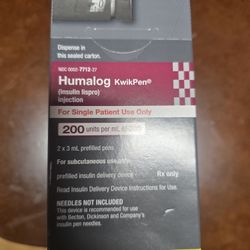 Dispense in
this sealed carton.
NDC 0002-7712-27
Humalog KwikPen®
(insulin lispro)
injection
For Single Patient Use Only
200 units per mL
2 x 3 mL prefilled pens
For subcutaneous use only
prefilled insulin delivery device Rx only
Read Insulin Delivery Device Instructions for Use.
NEEDLES NOT INCLUDED
This device is recommended for use
with Becton, Dickinson and Company's
insulin pen needles.